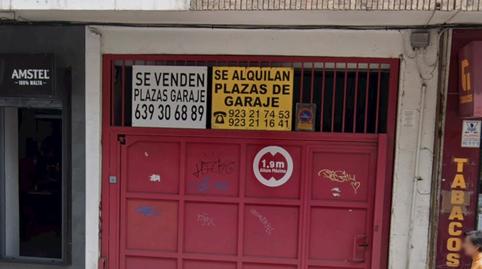 AMSTEL
100% MALTA
SE VENDEN
PLAZAS GARAJE
639 30 68 89
SE ALQUILAN
PLAZAS DE
GARAJE
923 21 74 53
923 21 16 41
1,9m
Altura Máxima
TABACOS